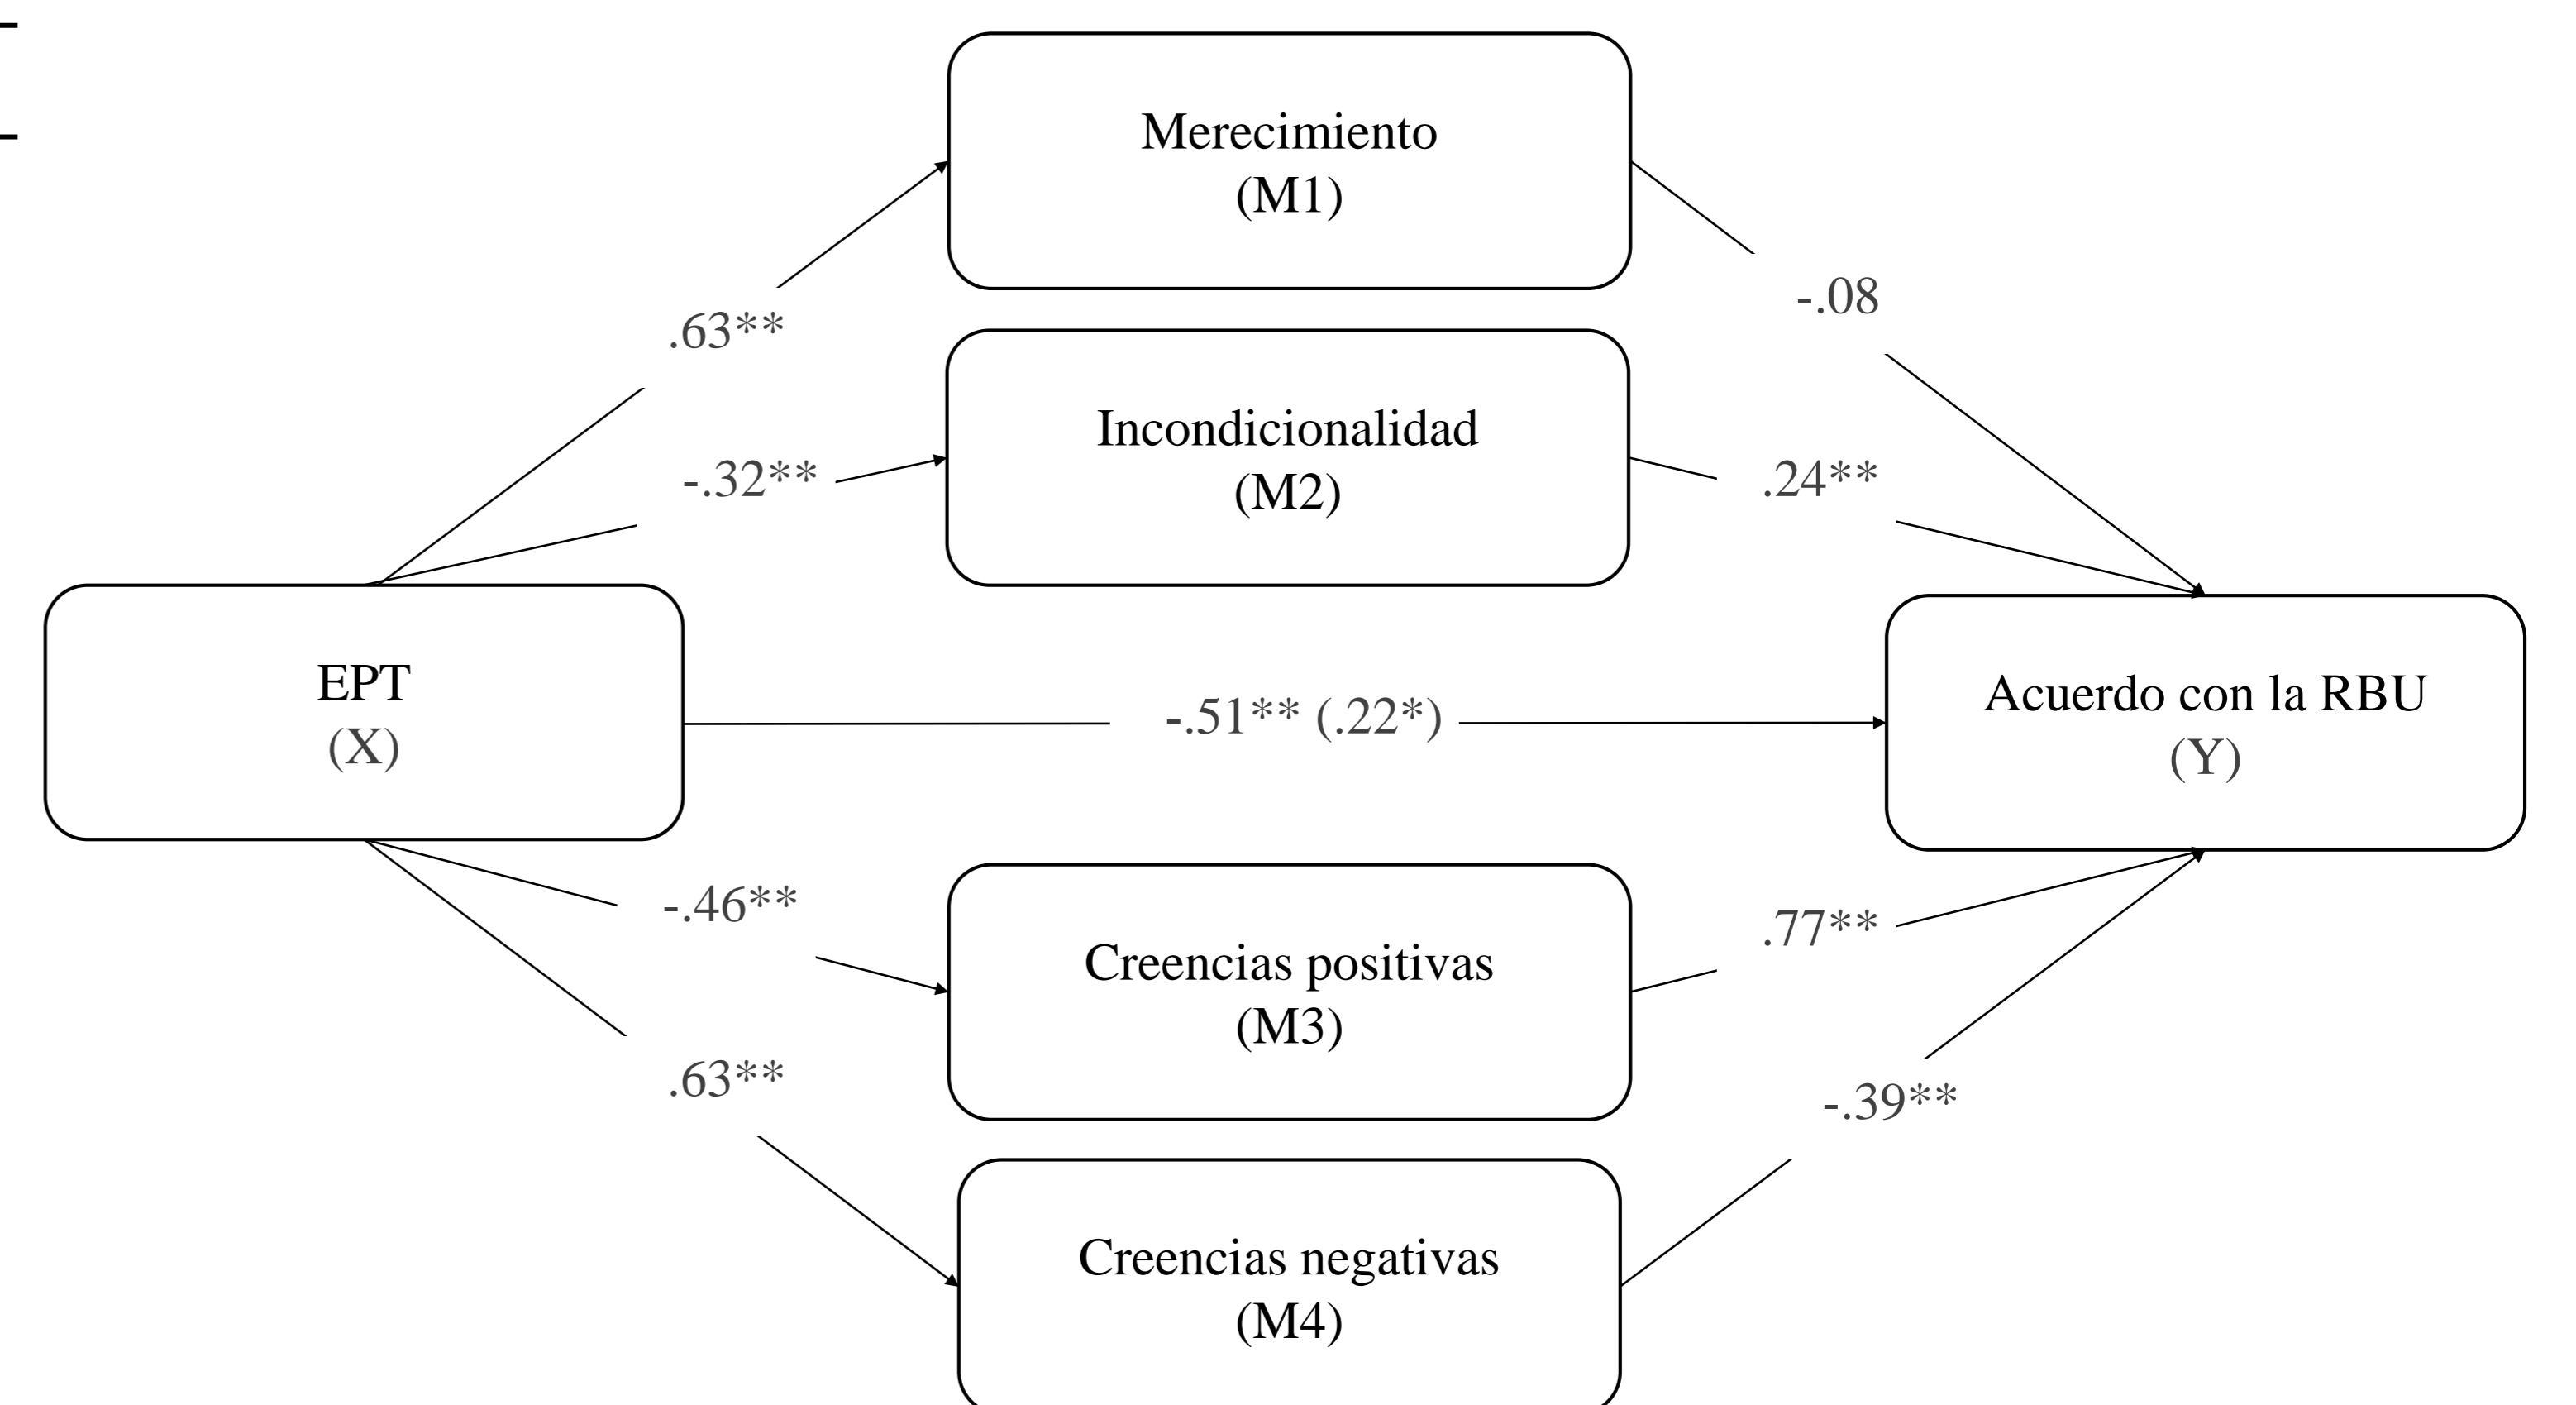 Merecimiento
(M1)
-.08
.63**
Incondicionalidad
(M2)
-.32**
.24**
EPT
(X)
-.51** (.22*)
Acuerdo con la RBU
(Y)
-.46**
.77**
Creencias positivas
(M3)
.63**
-.39**
Creencias negativas
(M4)